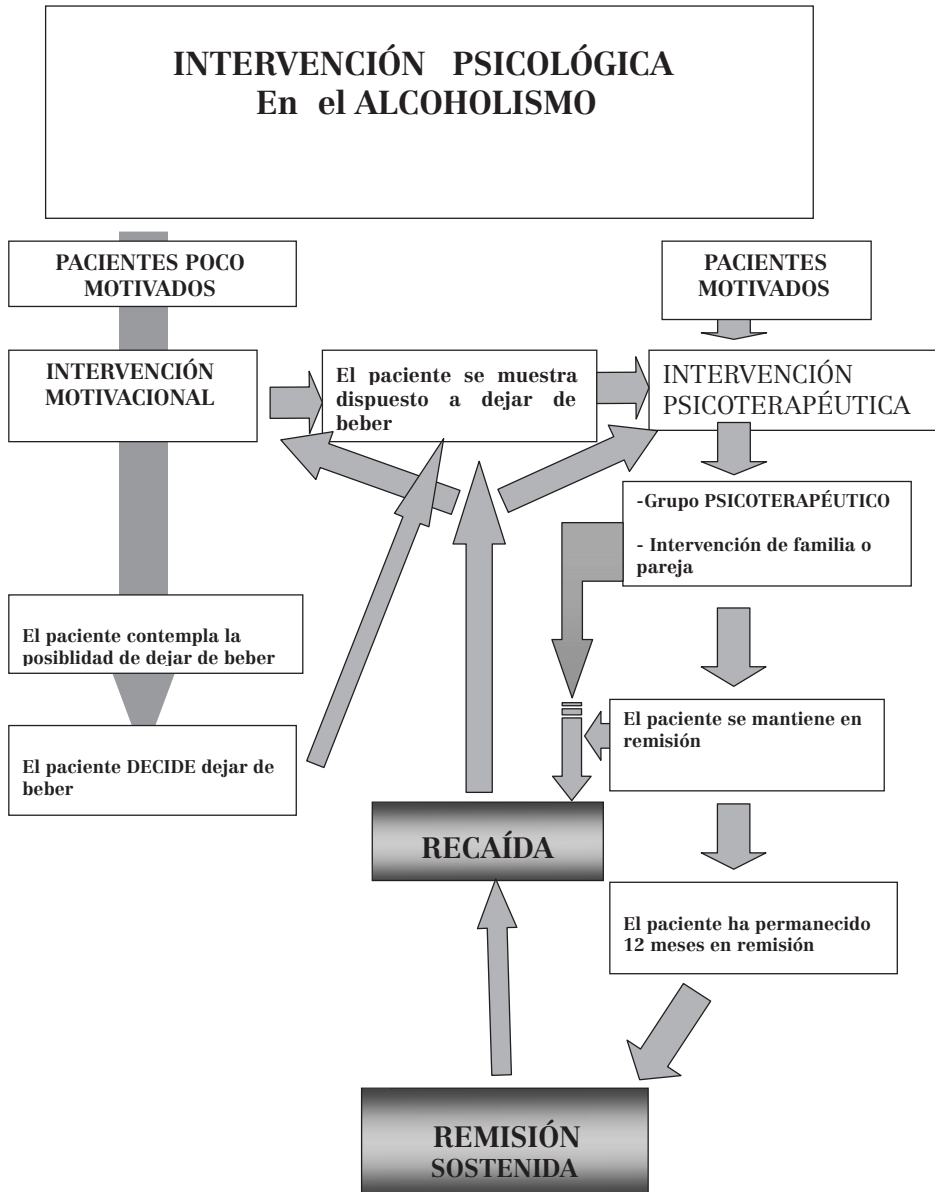 INTERVENCIÓN PSICOLÓGICA
En el ALCOHOLISMO
PACIENTES POCO
MOTIVADOS
PACIENTES
MOTIVADOS
INTERVENCIÓN
MOTIVACIONAL
El paciente se muestra
dispuesto a dejar de
beber
INTERVENCIÓN
PSICOTERAPÉUTICA
-Grupo PSICOTERAPÉUTICO
- Intervención de familia o
pareja
El paciente contempla la
posiblidad de dejar de beber
El paciente DECIDE dejar de
beber
El paciente se mantiene en
remisión
RECAÍDA
El paciente ha permanecido
12 meses en remisión
REMISIÓN
SOSTENIDA